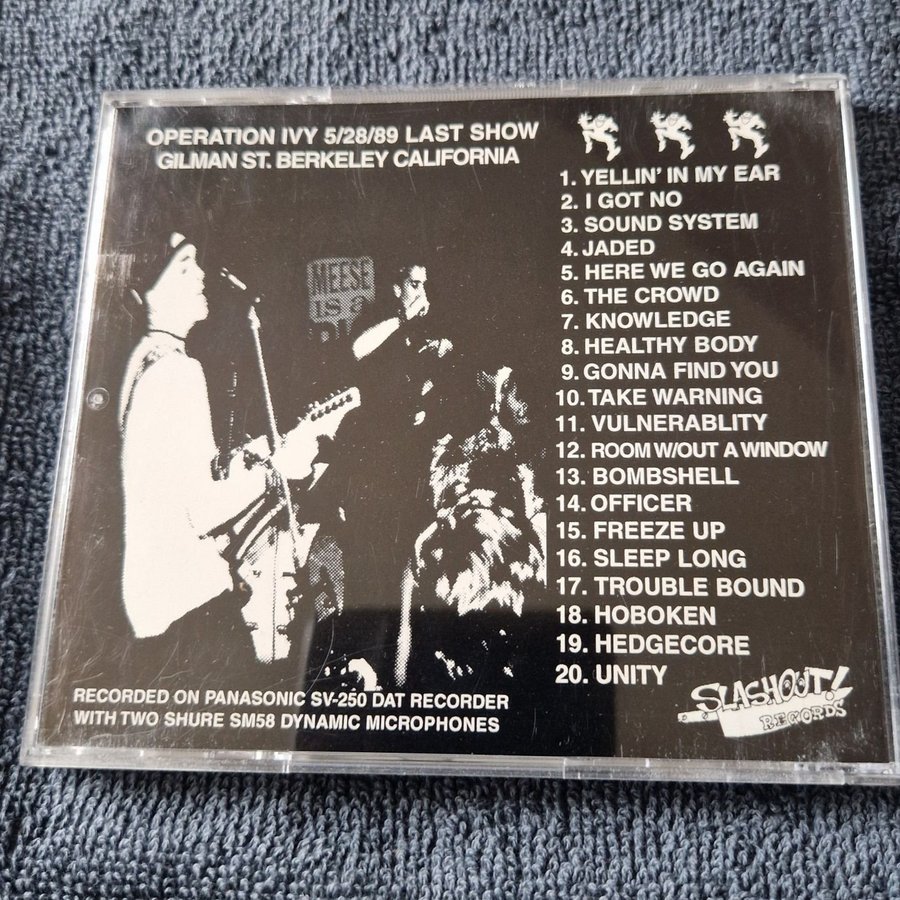 OPERATION IVY 5/28/89 LAST SHOW
GILMAN ST. BERKELEY CALIFORNIA
1. YELLIN' IN MY EAR
2. I GOT NO
3. SOUND SYSTEM
4. JADED
5. HERE WE GO AGAIN
6. THE CROWD
7. KNOWLEDGE
8. HEALTHY BODY
9. GONNA FIND YOU
10. TAKE WARNING
11. VULNERABLITY
12. ROOM W/OUT A WINDOW
13. BOMBSHELL
14. OFFICER
15. FREEZE UP
16. SLEEP LONG
17. TROUBLE BOUND
18. HOBOKEN
19. HEDGECORE
20. UNITY
MEESE
IS A
RECORDED ON PANASONIC SV-250 DAT RECORDER
WITH TWO SHURE SM58 DYNAMIC MICROPHONES
SLASHOUT!
RECORDS